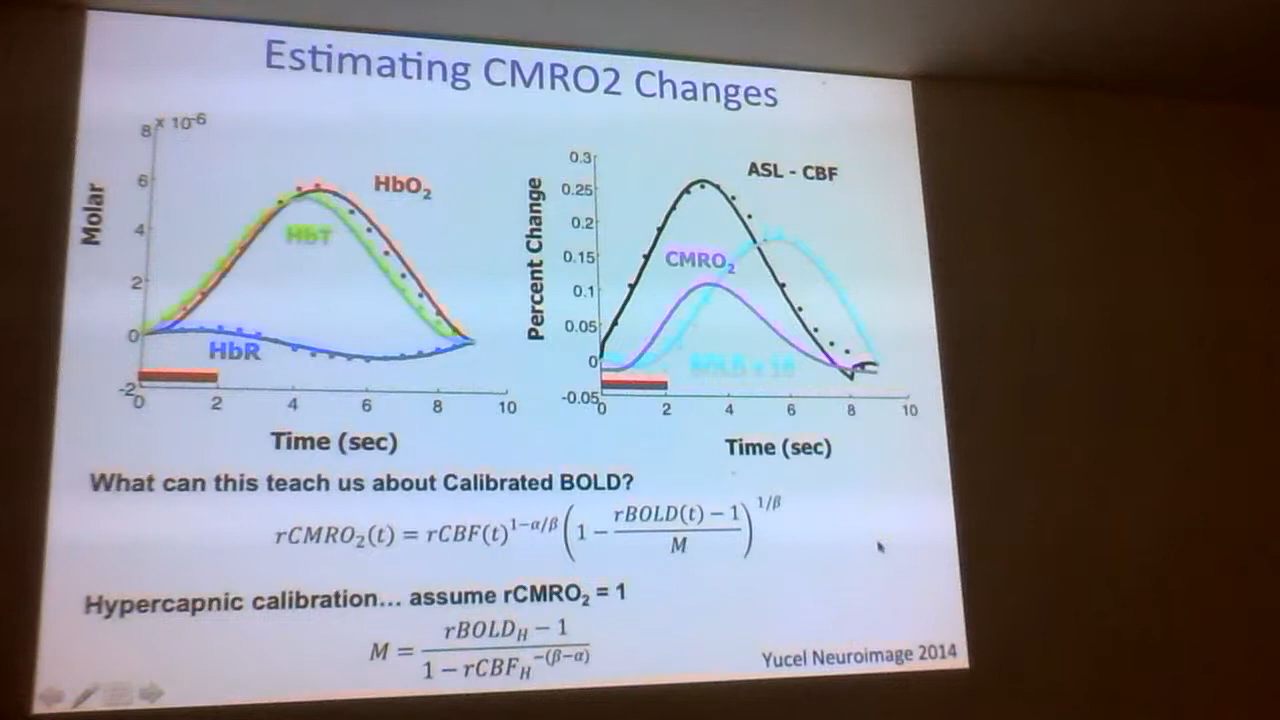 Estimating CMRO2 Changes
8 x 10-6
6
4
2
0
-2
Molar
HbO2
HbT
HbR
0 2 4 6 8 10
Time (sec)
0.3
0.25
0.2
0.15
0.1
0.05
0
-0.05
Percent Change
ASL - CBF
CMRO2
BOLD x 10
0 2 4 6 8 10
Time (sec)
What can this teach us about Calibrated BOLD?
rCMRO2(t) = rCBF(t)^1−α/β (1 − (rBOLD(t) − 1)/M)^1/β
Hypercapnic calibration... assume rCMRO2 = 1
M = (rBOLD_H − 1)/(1 − rCBF_H^−(β−α))
Yucel Neuroimage 2014